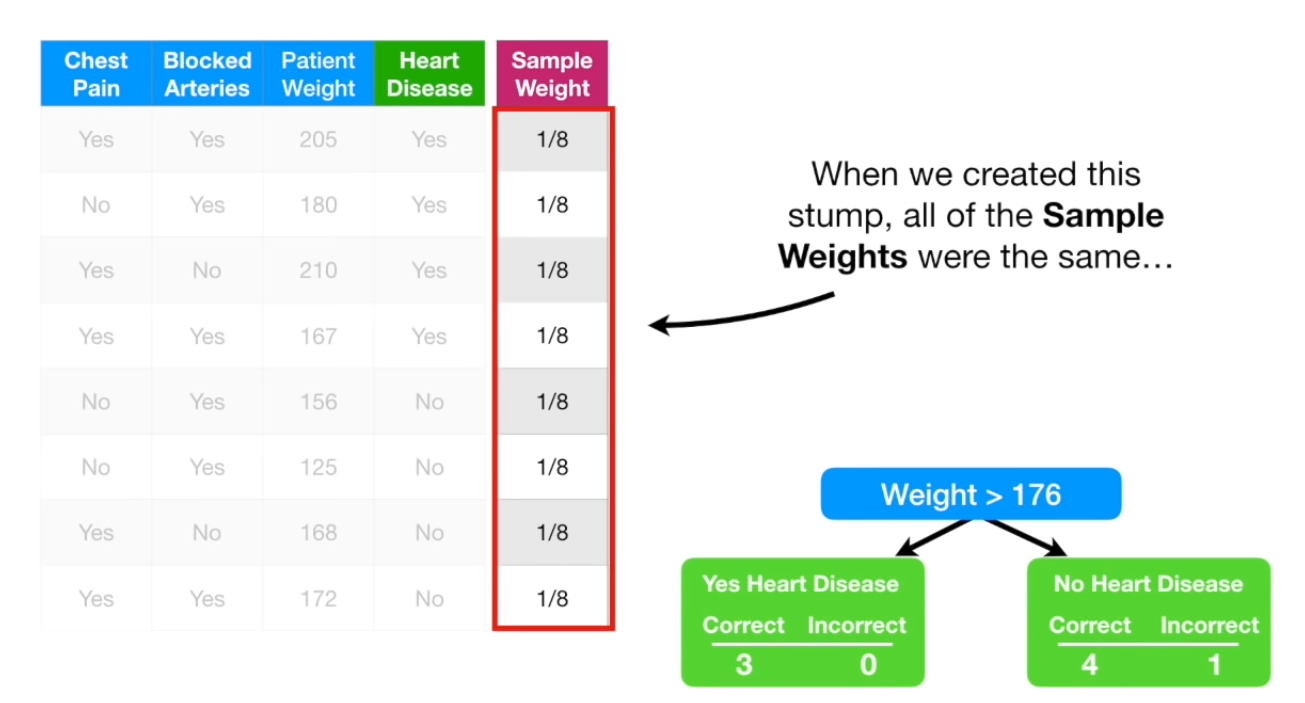 Chest Pain Blocked Arteries Patient Weight Heart Disease Sample Weight
Yes Yes 205 Yes 1/8
No Yes 180 Yes 1/8
Yes No 210 Yes 1/8
Yes Yes 167 Yes 1/8
No Yes 156 No 1/8
No Yes 125 No 1/8
Yes No 168 No 1/8
Yes Yes 172 No 1/8
When we created this
stump, all of the Sample
Weights were the same…
Weight > 176
Yes Heart Disease
Correct Incorrect
3 0
No Heart Disease
Correct Incorrect
4 1